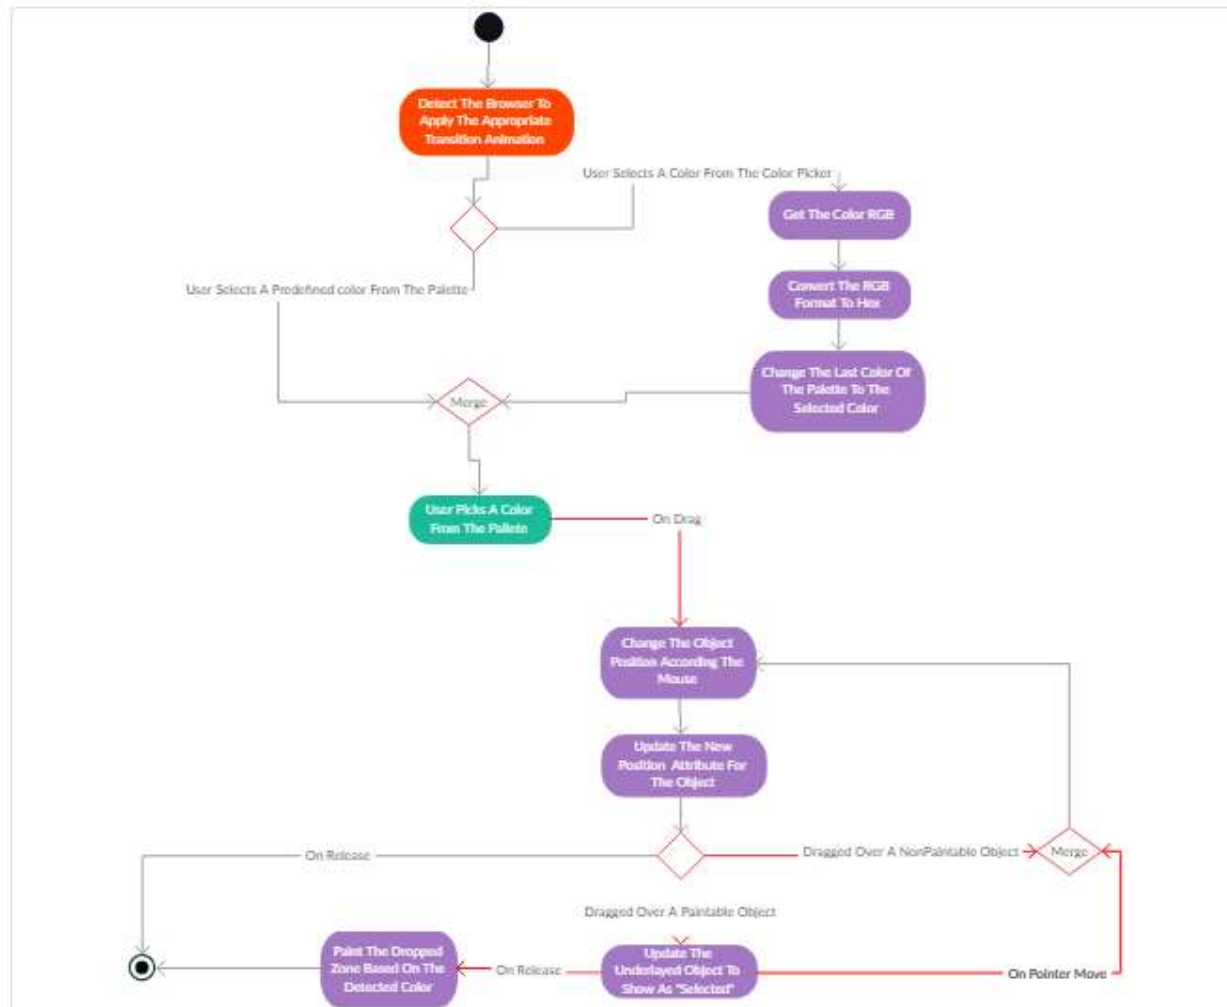 Detect The Browser To
Apply The Appropriate
Transition Animation
User Selects A Color From The Color Picker
Get The Color RGB
User Selects A Predefined color From The Palette
Convert The RGB
Format To Hex
Change The Last Color Of
The Palette To The
Selected Color
Merge
User Picks A Color
From The Pallete
On Drag
Change The Object
Position According The
Mouse
Update The New
Position Attribute For
The Object
On Release
Dragged Over A NonPaintable Object
Merge
Dragged Over A Paintable Object
Paint The Dropped
Zone Based On The
Detected Color
On Release
Update The
Underlayed Object To
Show As "Selected"
On Pointer Move